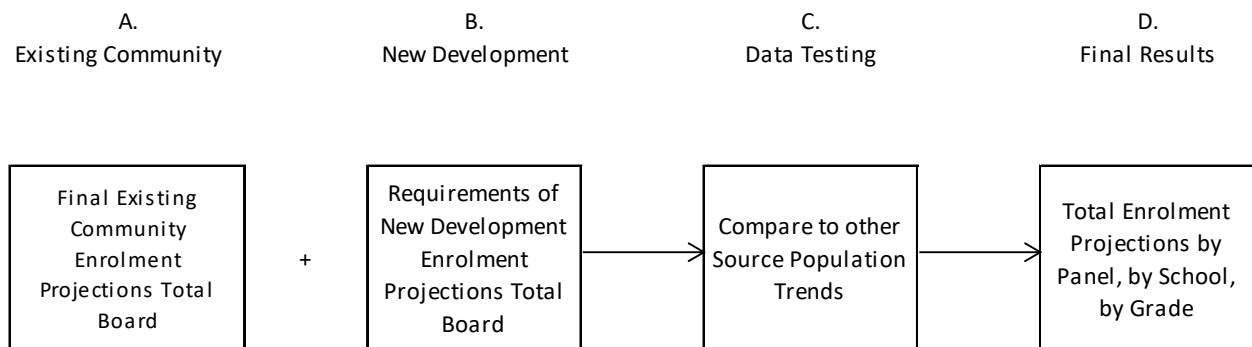 A.
Existing Community
B.
New Development
C.
Data Testing
D.
Final Results
Final Existing
Community
Enrolment
Projections Total
Board
+
Requirements of
New Development
Enrolment
Projections Total
Board
Compare to other
Source Population
Trends
Total Enrolment
Projections by
Panel, by School,
by Grade